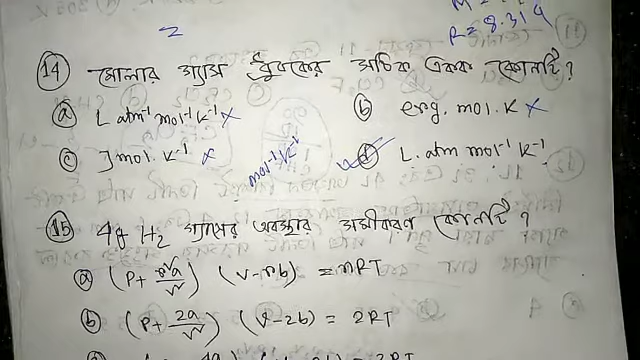 R = 8.314
2
(14) মোলার গ্যাস ধ্রুবকের সঠিক একক কোনটি?
(a) L atm⁻¹ mol⁻¹ K⁻¹ ×
(b) erg. mol. K ×
(c) J mol. K⁻¹ ×
mol⁻¹ K⁻¹
(d) L. atm mol⁻¹ K⁻¹
(15) 4g H₂ গ্যাসের অবস্থার সমীকরণ কোনটি?
(a) (P + n²a/V²) (V - nb) = nRT
(b) (P + 2a/V²) (V - 2b) = 2RT